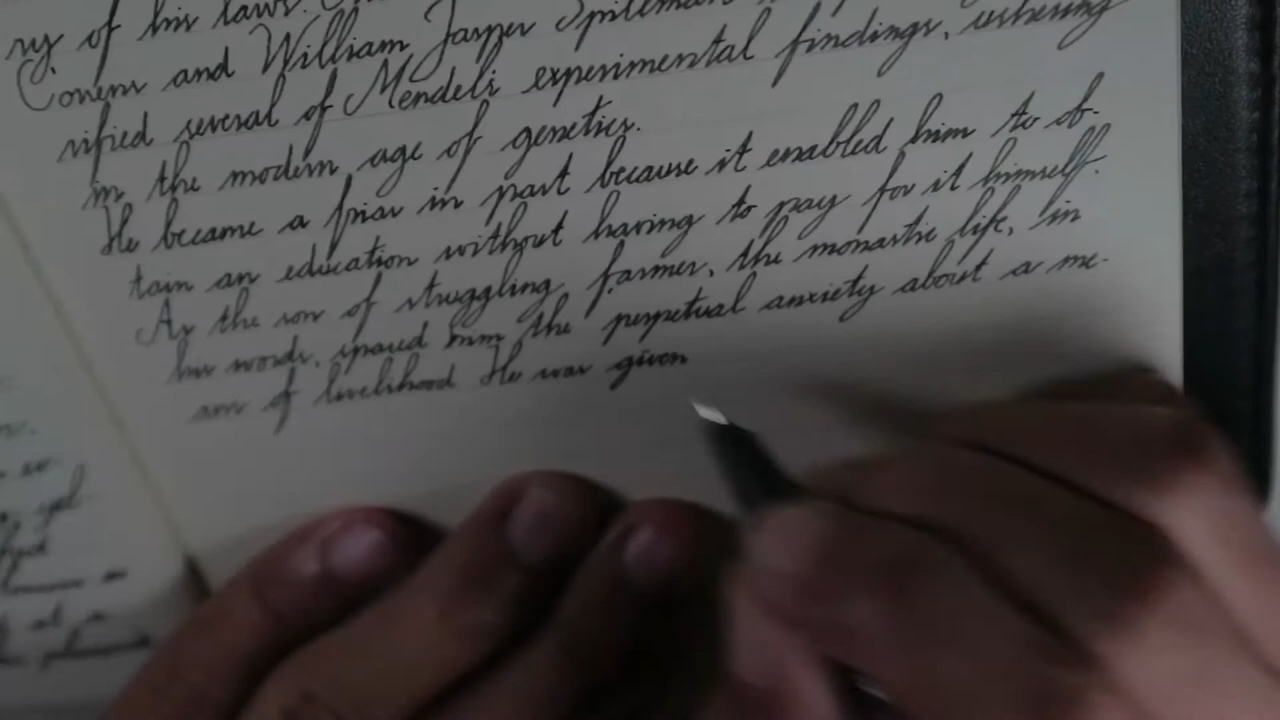 ry of his laws.
Correns and William Jasper Spillman
rified several of Mendel's experimental findings, ushering
in the modern age of genetics.
He became a friar in part because it enabled him to ob-
tain an education without having to pay for it himself.
As the son of struggling farmer, the monastic life, in
his words, spared him the perpetual anxiety about a me-
ans of livelihood He was given